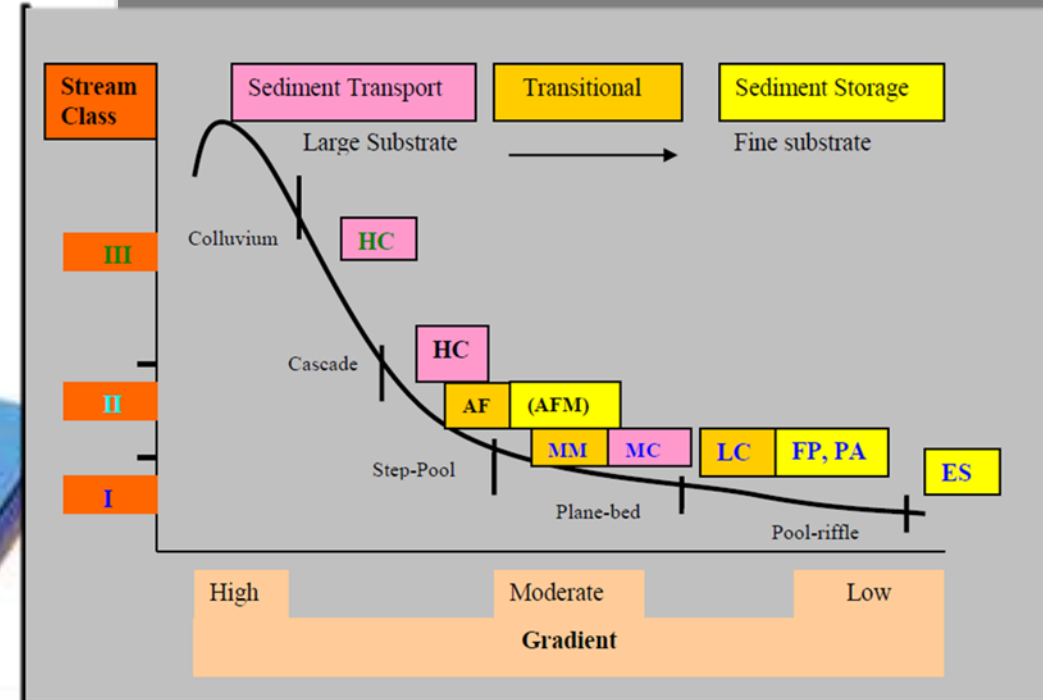 Stream
Class
Sediment Transport
Transitional
Sediment Storage
Large Substrate
Fine substrate
Colluvium
HC
III
HC
Cascade
AF
(AFM)
II
MM
MC
LC
FP, PA
ES
Step-Pool
I
Plane-bed
Pool-riffle
High
Moderate
Low
Gradient